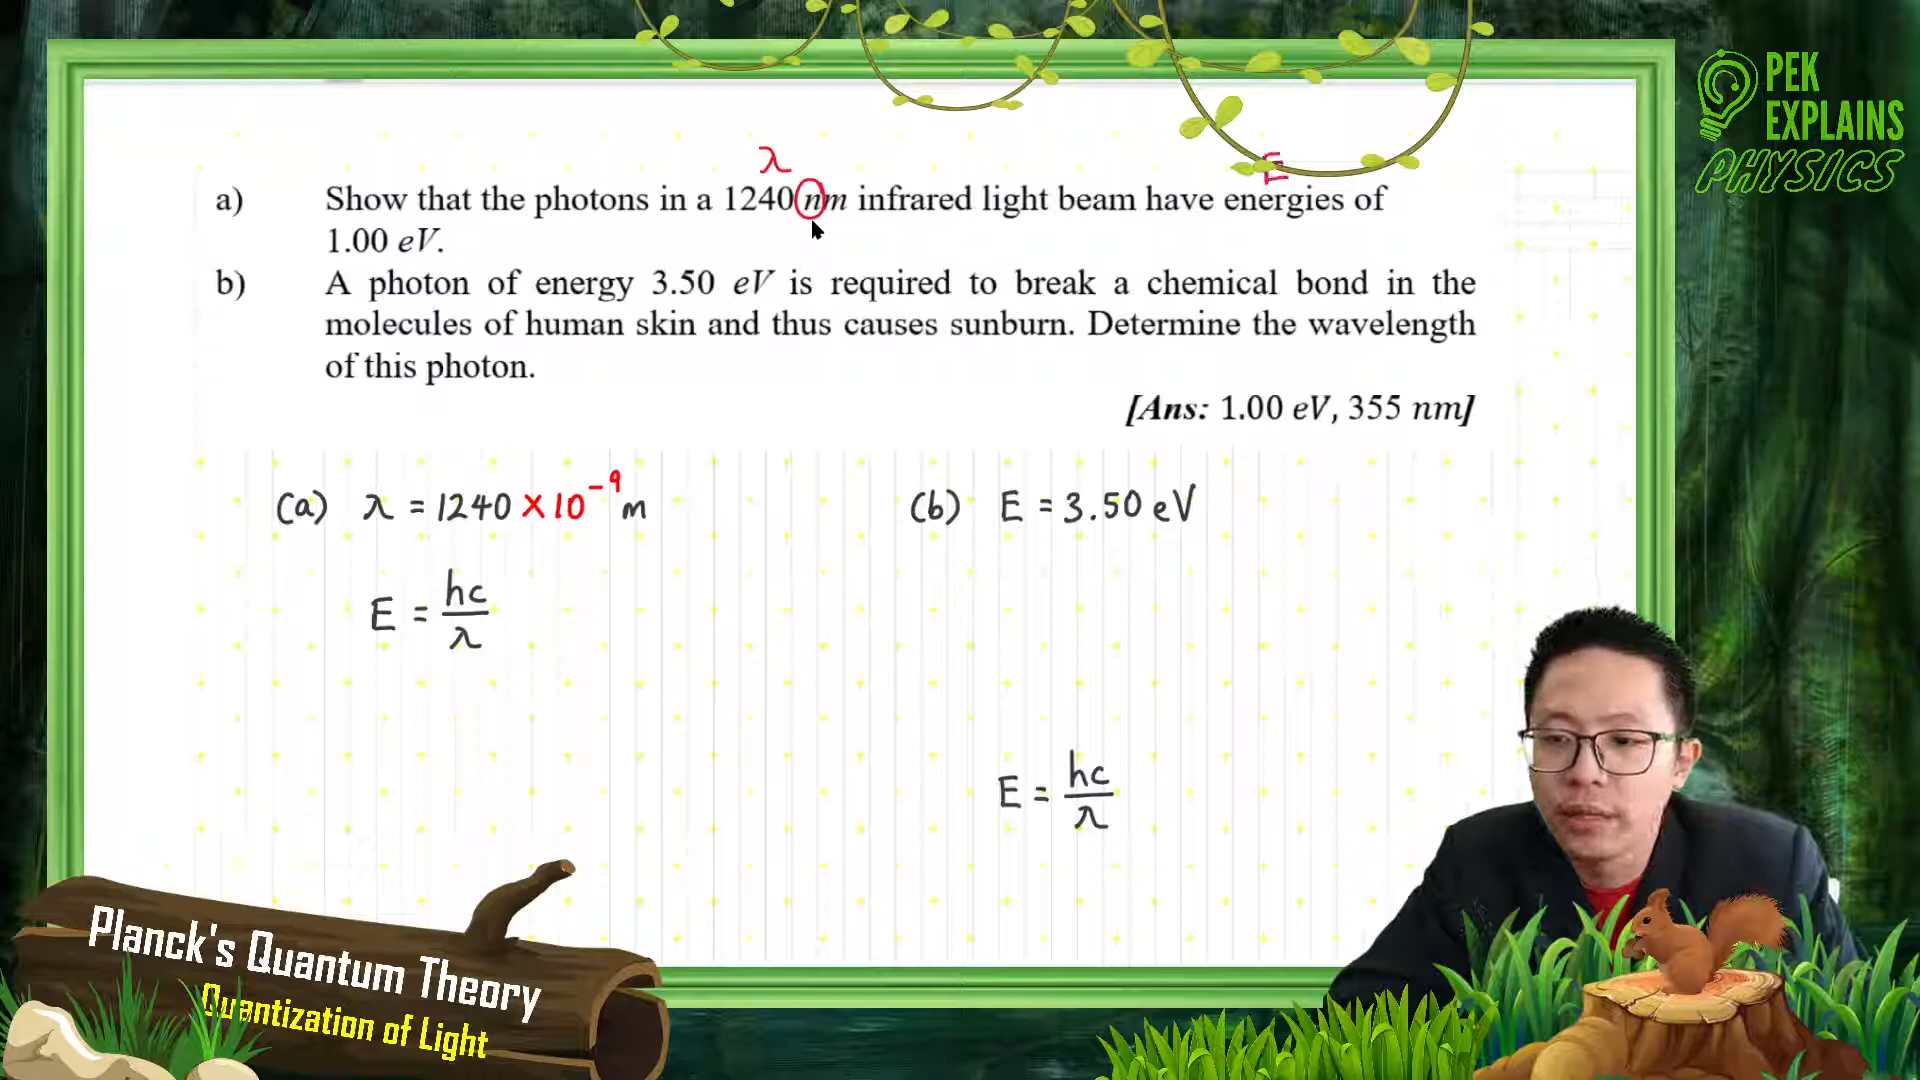 PEK
EXPLAINS
PHYSICS
λ
E
a) Show that the photons in a 1240 nm infrared light beam have energies of
1.00 eV.
b) A photon of energy 3.50 eV is required to break a chemical bond in the
molecules of human skin and thus causes sunburn. Determine the wavelength
of this photon.
[Ans: 1.00 eV, 355 nm]
(a) λ = 1240 ×10⁻⁹ m
E = hc/λ
(b) E = 3.50 eV
E = hc/λ
Planck's Quantum Theory
Quantization of Light